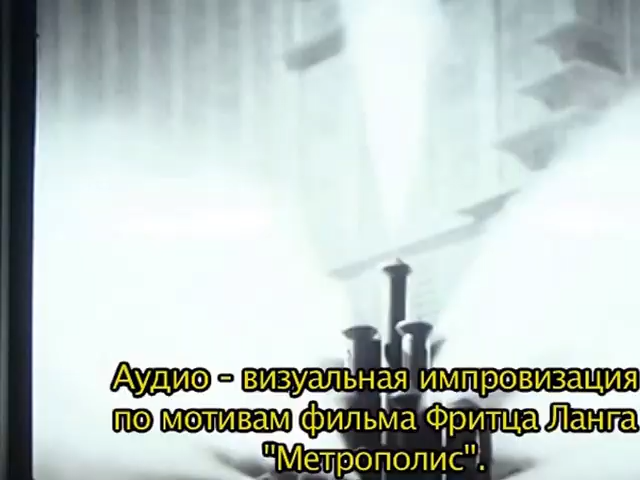 Аудио - визуальная импровизация
по мотивам фильма Фритца Ланга
"Метрополис".